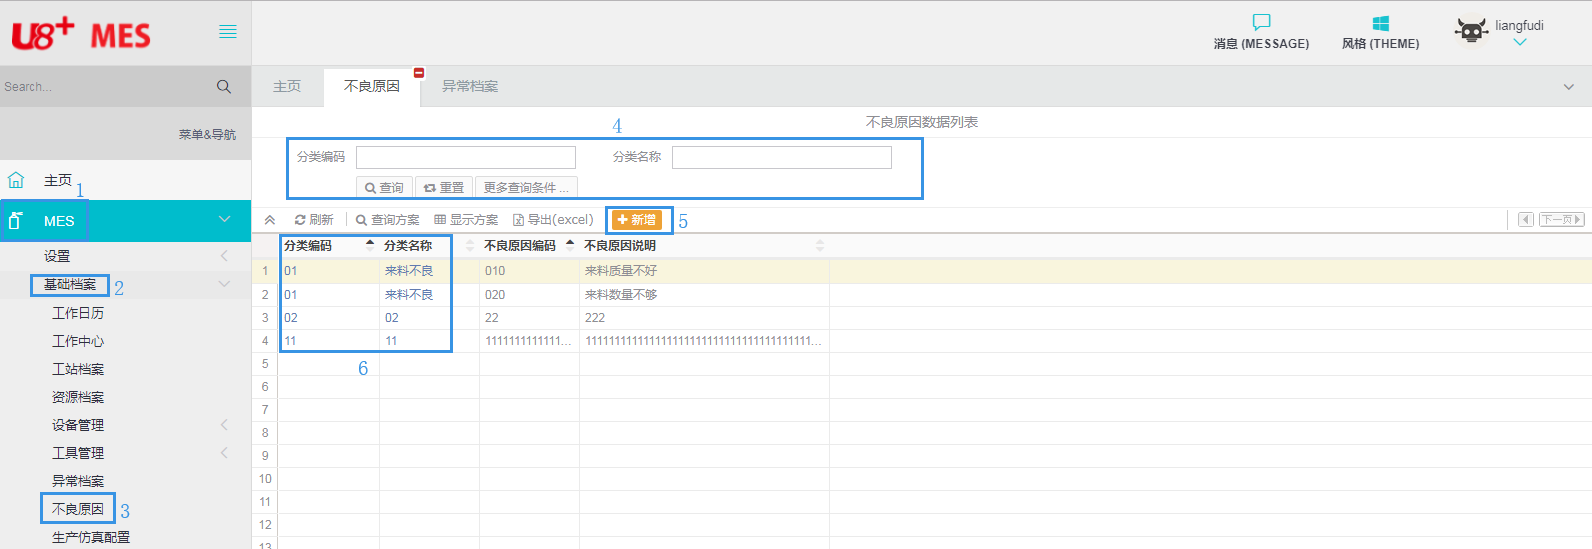 U8+ MES
消息 (MESSAGE)
风格 (THEME)
liangfudi
Search...
主页
不良原因
异常档案
菜单&导航
不良原因数据列表
4
分类编码
分类名称
查询
重置
更多查询条件 ...
主页
1
MES
设置
基础档案
2
工作日历
工作中心
工站档案
资源档案
设备管理
工具管理
异常档案
不良原因
3
生产仿真配置
刷新
查询方案
显示方案
导出(excel)
新增
5
下一页
分类编码 分类名称 不良原因编码 不良原因说明
1 01 来料不良 010 来料质量不好
2 01 来料不良 020 来料数量不够
3 02 02 22 222
4 11 11
5
6
6
7
8
9
10
11
12
13